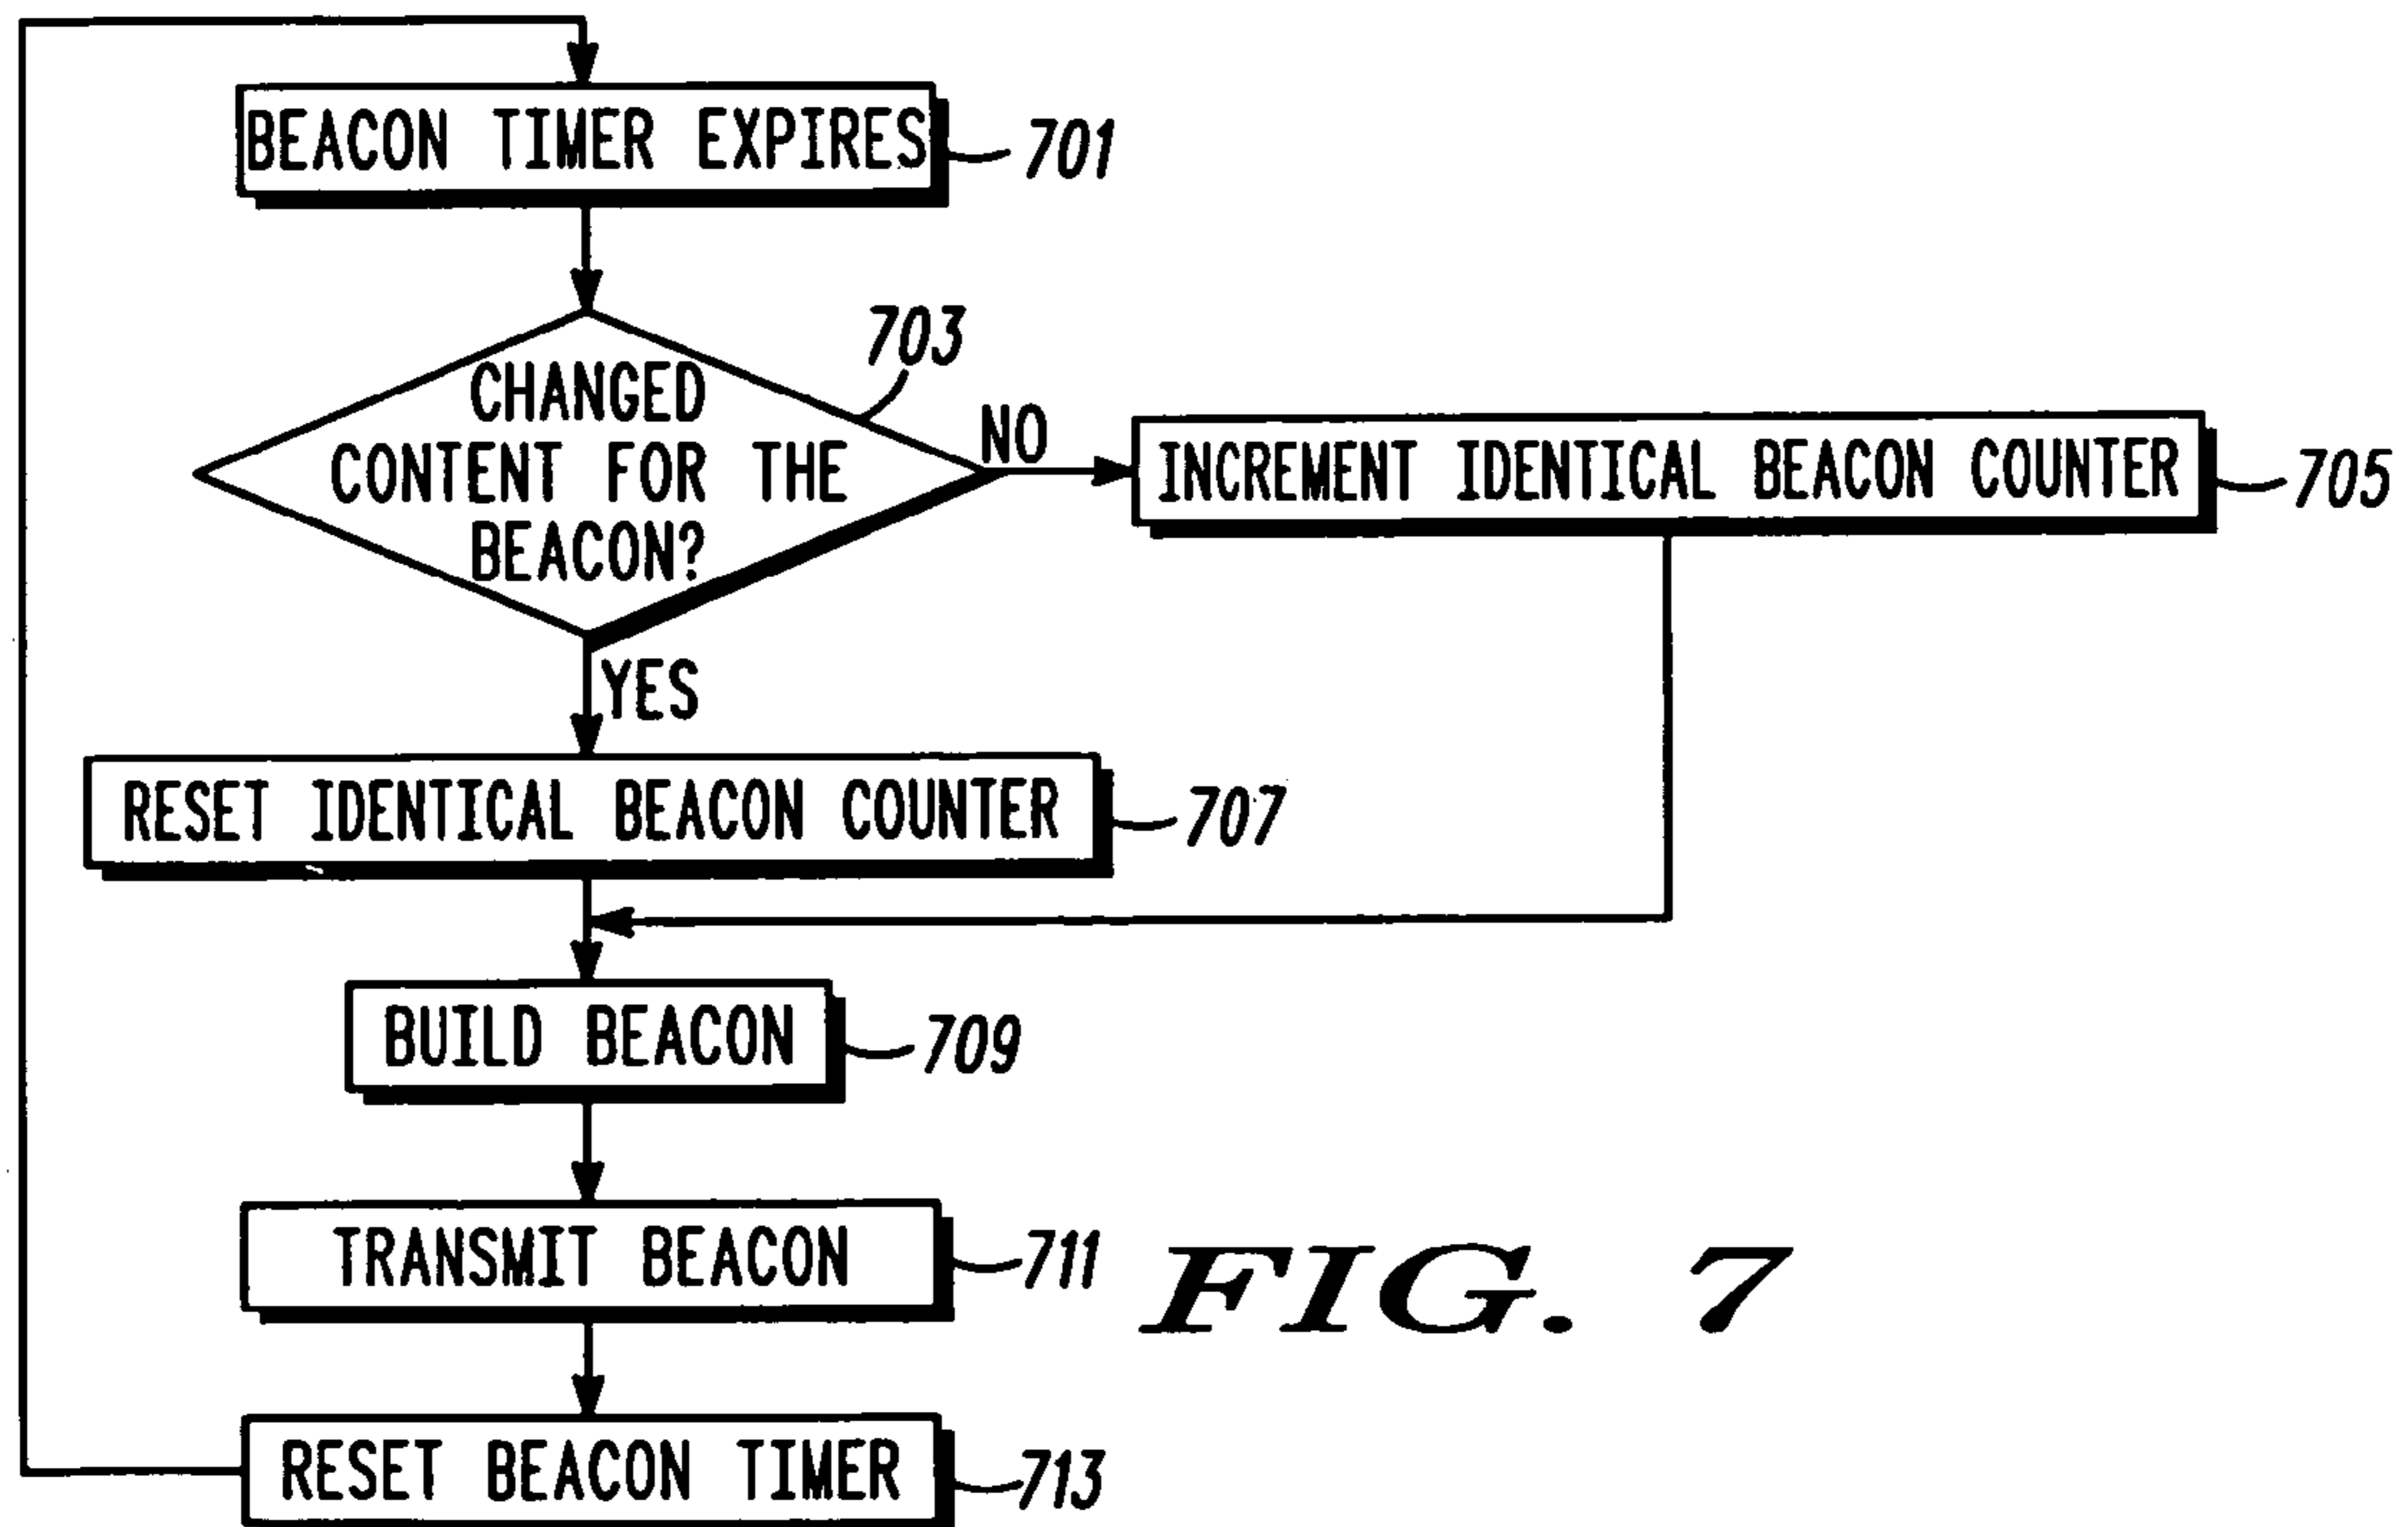 BEACON TIMER EXPIRES
701
CHANGED
CONTENT FOR THE
BEACON?
703
NO
INCREMENT IDENTICAL BEACON COUNTER
705
YES
RESET IDENTICAL BEACON COUNTER
707
BUILD BEACON
709
TRANSMIT BEACON
711
RESET BEACON TIMER
713
FIG. 7